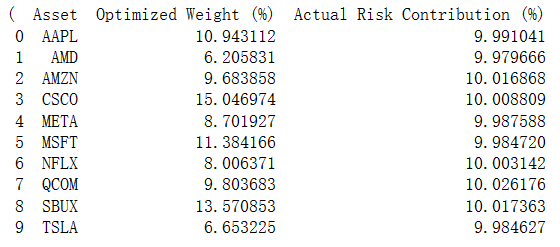 ( Asset Optimized Weight (%) Actual Risk Contribution (%)
0 AAPL 10.943112 9.991041
1 AMD 6.205831 9.979666
2 AMZN 9.683858 10.016868
3 CSCO 15.046974 10.008809
4 META 8.701927 9.987588
5 MSFT 11.384166 9.984720
6 NFLX 8.006371 10.003142
7 QCOM 9.803683 10.026176
8 SBUX 13.570853 10.017363
9 TSLA 6.653225 9.984627